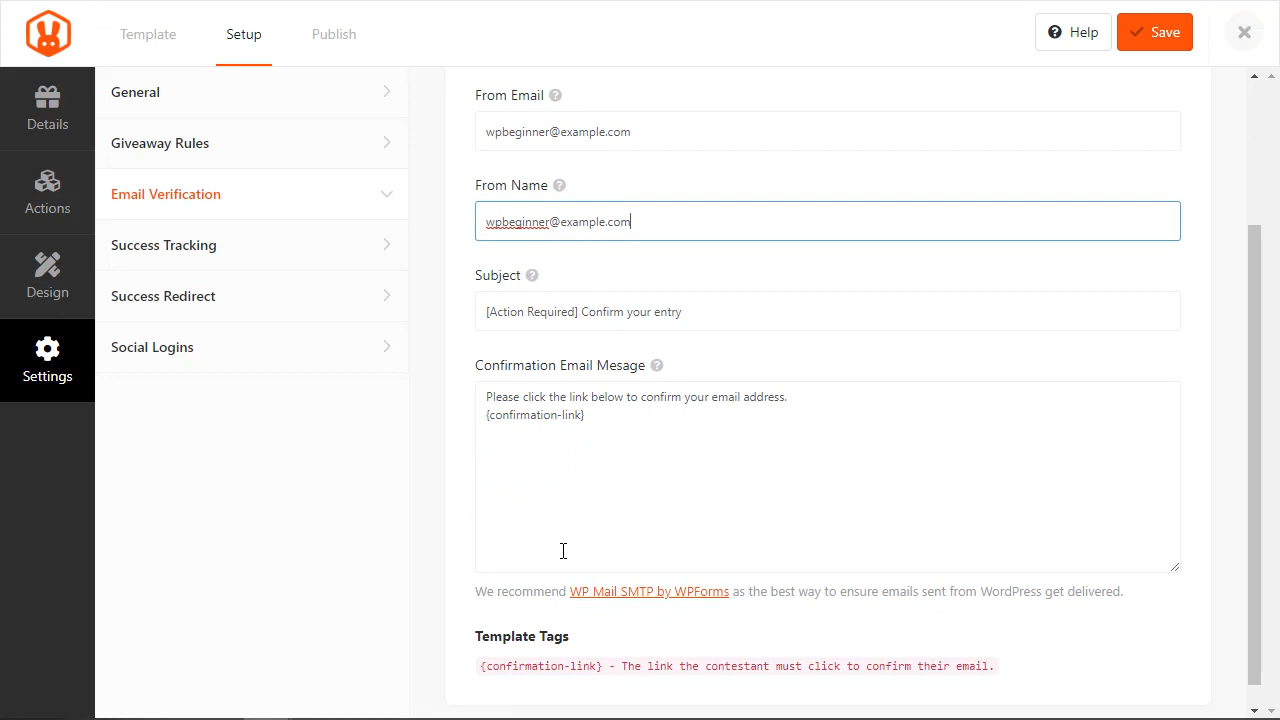 Template
Setup
Publish
Help
Save
Details
Actions
Design
Settings
General
Giveaway Rules
Email Verification
Success Tracking
Success Redirect
Social Logins
From Email
wpbeginner@example.com
From Name
wpbeginner@example.com
Subject
[Action Required] Confirm your entry
Confirmation Email Mesage
Please click the link below to confirm your email address.
{confirmation-link}
We recommend WP Mail SMTP by WPForms as the best way to ensure emails sent from WordPress get delivered.
Template Tags
{confirmation-link} - The link the contestant must click to confirm their email.